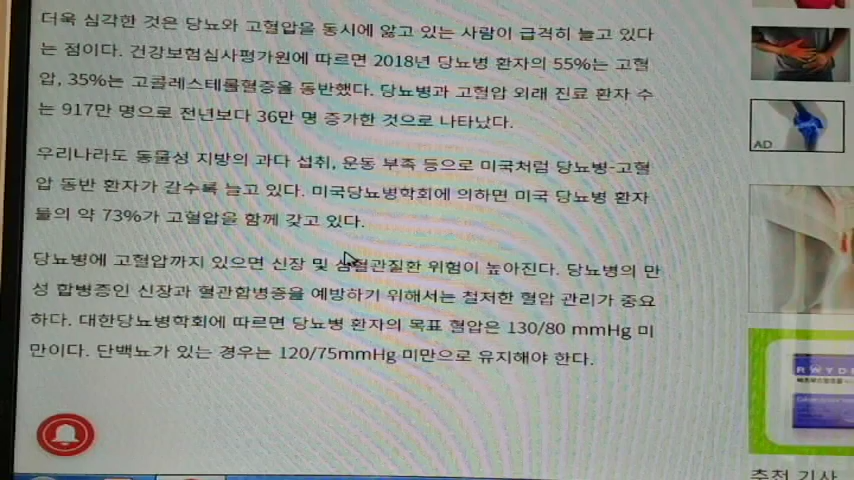 더욱 심각한 것은 당뇨와 고혈압을 동시에 앓고 있는 사람이 급격히 늘고 있다
는 점이다. 건강보험심사평가원에 따르면 2018년 당뇨병 환자의 55%는 고혈
압, 35%는 고콜레스테롤혈증을 동반했다. 당뇨병과 고혈압 외래 진료 환자 수
는 917만 명으로 전년보다 36만 명 증가한 것으로 나타났다.
우리나라도 동물성 지방의 과다 섭취, 운동 부족 등으로 미국처럼 당뇨병-고혈
압 동반 환자가 갈수록 늘고 있다. 미국당뇨병학회에 의하면 미국 당뇨병 환자
들의 약 73%가 고혈압을 함께 갖고 있다.
당뇨병에 고혈압까지 있으면 신장 및 심혈관질환 위험이 높아진다. 당뇨병의 만
성 합병증인 신장과 혈관합병증을 예방하기 위해서는 철저한 혈압 관리가 중요
하다. 대한당뇨병학회에 따르면 당뇨병 환자의 목표 혈압은 130/80 mmHg 미
만이다. 단백뇨가 있는 경우는 120/75mmHg 미만으로 유지해야 한다.
AD
RWYDE
추천 기사